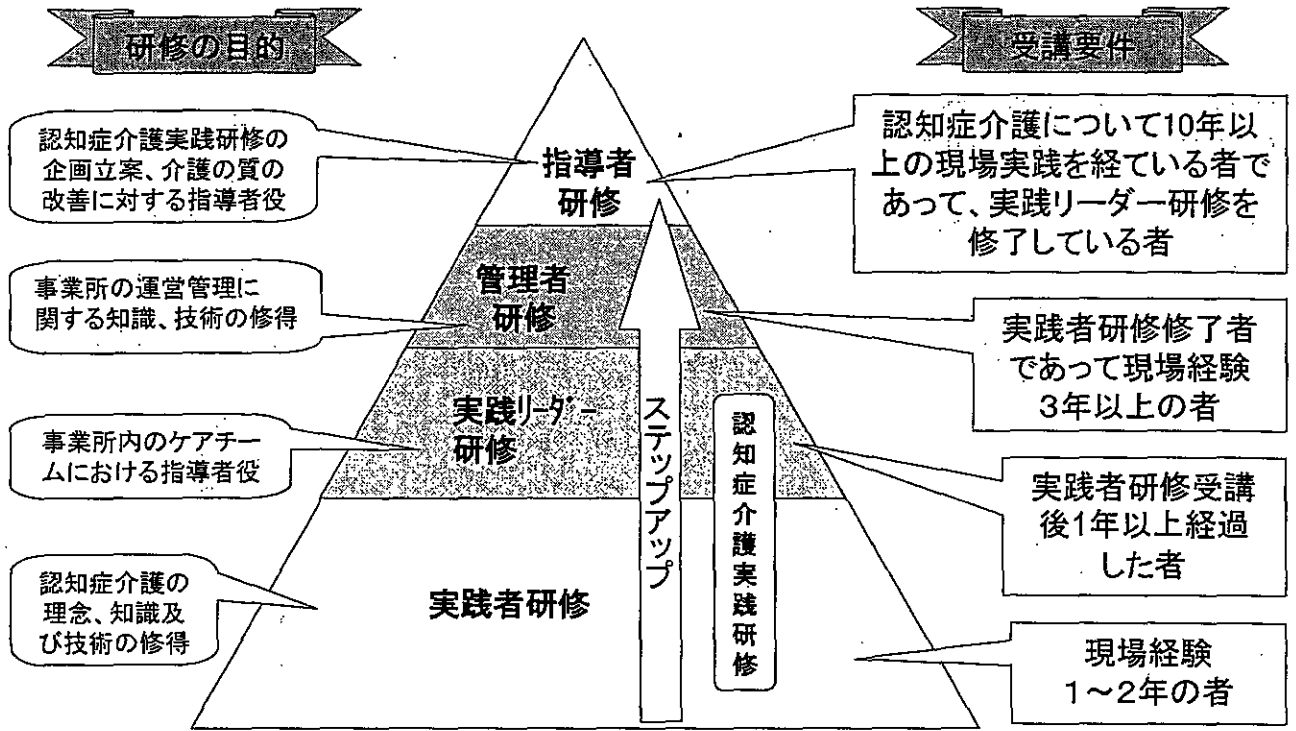 研修の目的
受講要件
認知症介護実践研修の
企画立案、介護の質の
改善に対する指導者役
指導者
研修
認知症介護について10年以
上の現場実践を経ている者で
あって、実践リーダー研修を
修了している者
事業所の運営管理に
関する知識、技術の修得
管理者
研修
実践者研修修了者
であって現場経験
3年以上の者
事業所内のケアチー
ムにおける指導者役
実践ﾘｰﾀﾞｰ
研修
ステップアップ
認知症介護実践研修
実践者研修受講
後1年以上経過
した者
認知症介護の
理念、知識及
び技術の修得
実践者研修
現場経験
1～2年の者